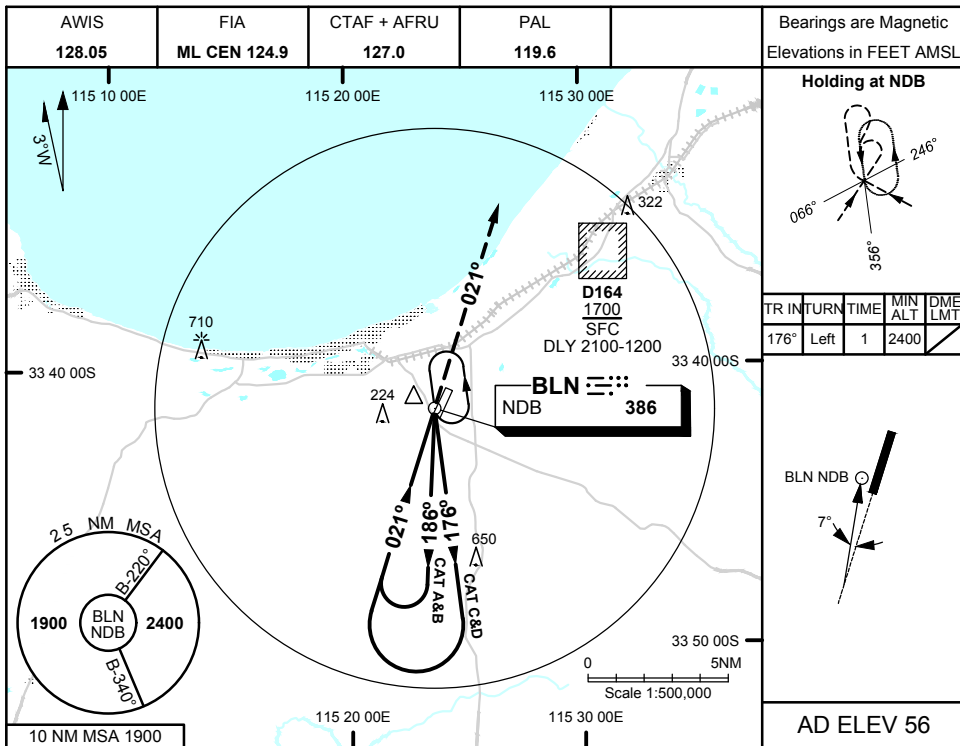 AWIS
128.05
FIA
ML CEN 124.9
CTAF + AFRU
127.0
PAL
119.6
Bearings are Magnetic
Elevations in FEET AMSL
115 10 00E
115 20 00E
115 30 00E
3°W
322
D164
1700
SFC
DLY 2100-1200
021°
710
33 40 00S
33 40 00S
224
BLN
NDB 386
021°
186°
176°
CAT A&B
CAT C&D
650
25 NM MSA
B-220°
1900
BLN
NDB
2400
B-340°
33 50 00S
0 5NM
Scale 1:500,000
115 20 00E
115 30 00E
10 NM MSA 1900
Holding at NDB
246°
066°
356°
TR IN TURN TIME MIN ALT DME LMT
176° Left 1 2400
BLN NDB
7°
AD ELEV 56